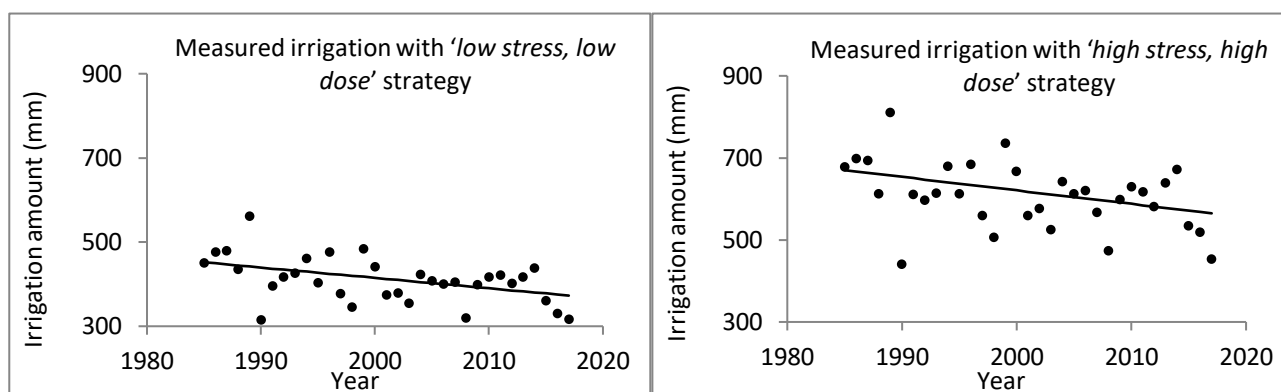 Measured irrigation with ‘low stress, low
dose’ strategy
Irrigation amount (mm)
900
700
500
300
1980
1990
2000
2010
2020
Year
Measured irrigation with ‘high stress, high
dose’ strategy
Irrigation amount (mm)
900
700
500
300
1980
1990
2000
2010
2020
Year